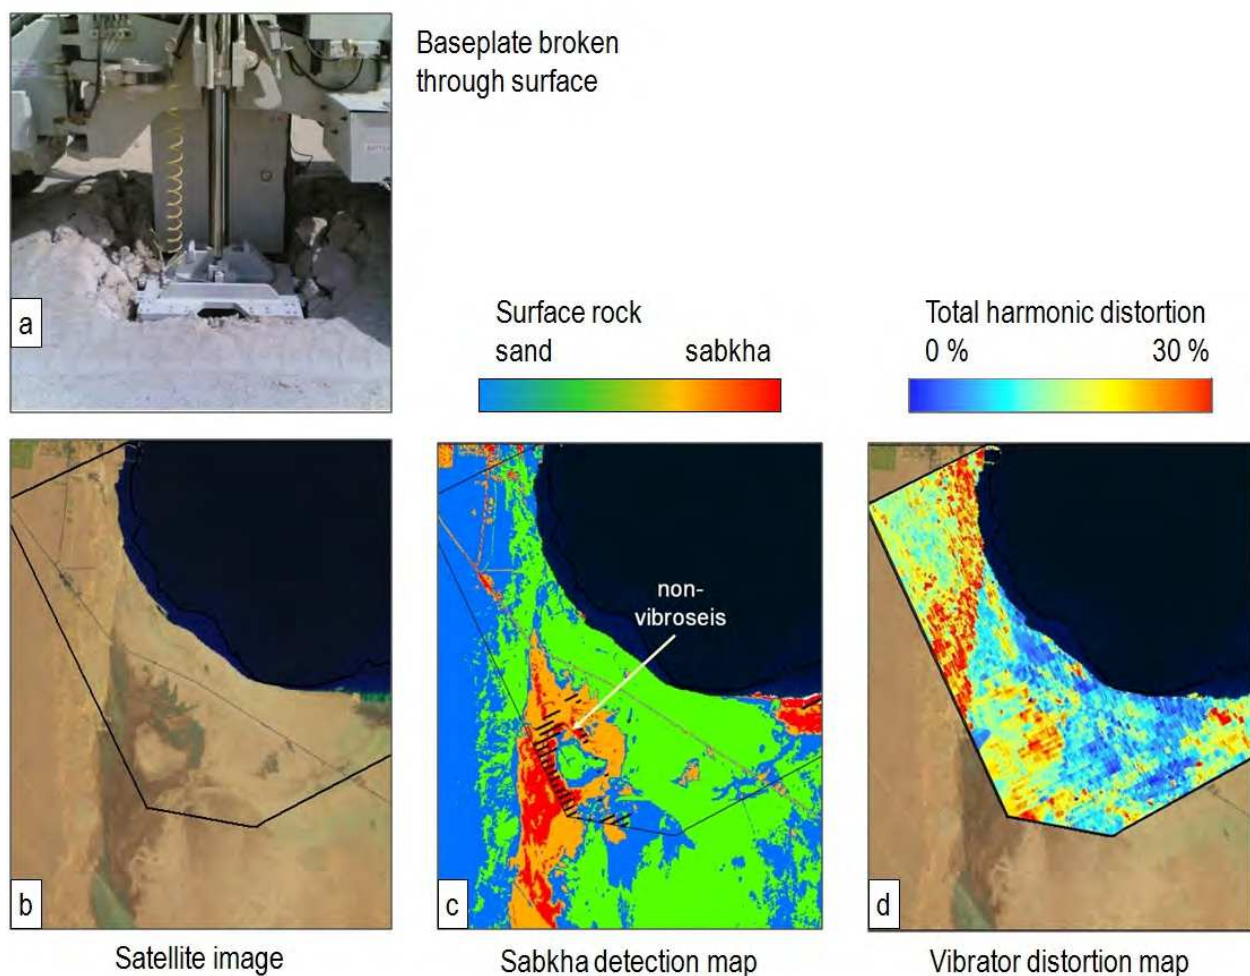 Baseplate broken
through surface
a
Surface rock
sand sabkha
Total harmonic distortion
0 % 30 %
non-
vibroseis
b
c
d
Satellite image
Sabkha detection map
Vibrator distortion map